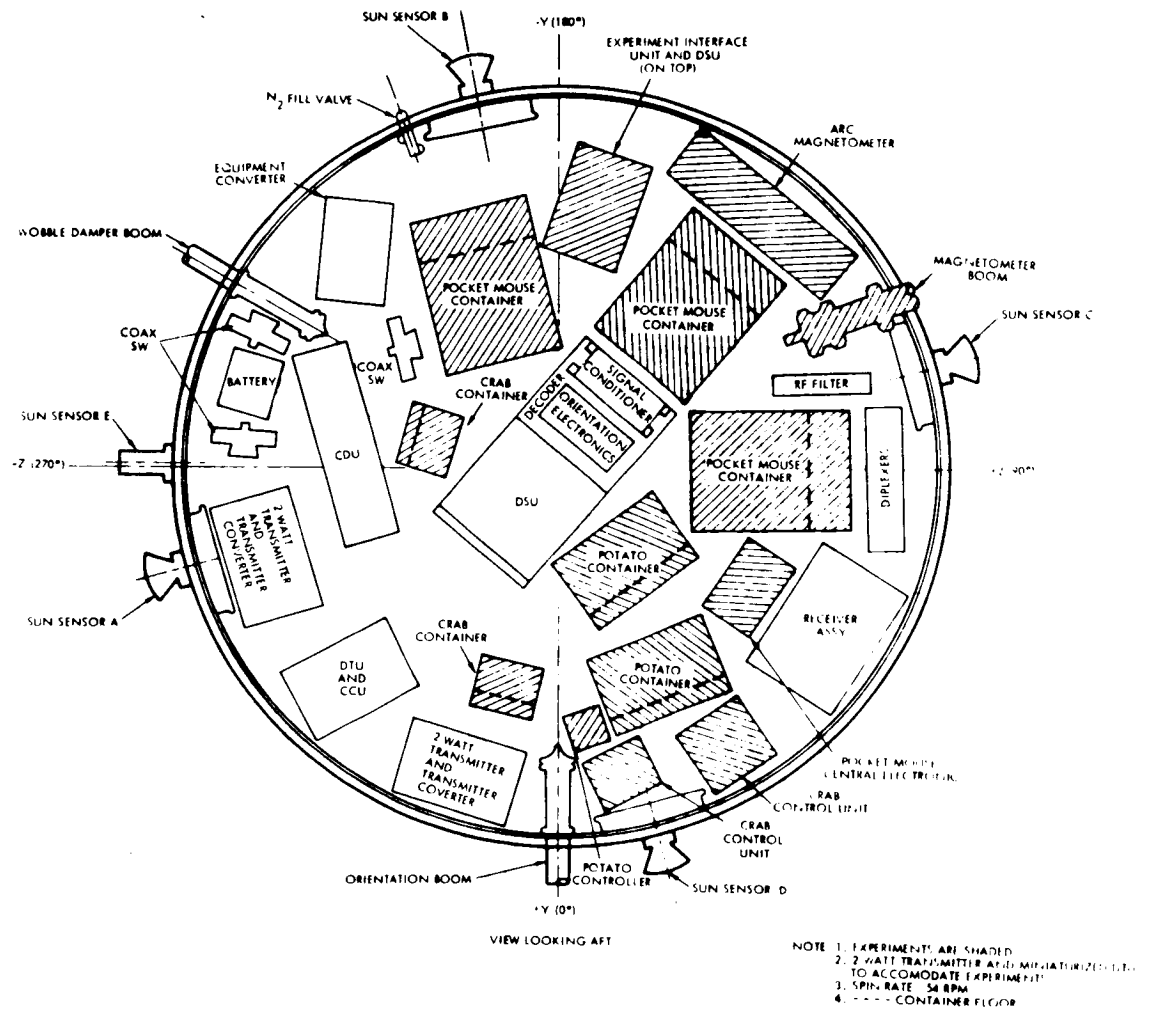 SUN SENSOR B
-Y (180°)
EXPERIMENT INTERFACE
UNIT AND DSU
(ON TOP)
N2 FILL VALVE
ARC
MAGNETOMETER
EQUIPMENT
CONVERTER
WOBBLE DAMPER BOOM
POCKET MOUSE
CONTAINER
POCKET MOUSE
CONTAINER
MAGNETOMETER
BOOM
SUN SENSOR C
COAX
SW
COAX
SW
BATTERY
CRAB
CONTAINER
DECODER
SIGNAL
CONDITIONER
ORIENTATION
ELECTRONICS
RF FILTER
SUN SENSOR E
-Z (270°)
CDU
DSU
POCKET MOUSE
CONTAINER
DIPLEXERS
90°)
2 WATT
TRANSMITTER
AND
TRANSMITTER
CONVERTER
POTATO
CONTAINER
SUN SENSOR A
CRAB
CONTAINER
RECEIVER
ASSY
DTU
AND
CCU
POTATO
CONTAINER
2 WATT
TRANSMITTER
AND
TRANSMITTER
COVERTER
POCKET MOUSE
CENTRAL ELECTRONIC
CRAB
CONTROL UNIT
CRAB
CONTROL
UNIT
ORIENTATION BOOM
POTATO
CONTROLLER
SUN SENSOR D
+Y (0°)
VIEW LOOKING AFT
NOTE 1. EXPERIMENTS ARE SHADED
2. 2 WATT TRANSMITTER AND MINIATURIZED
TO ACCOMODATE EXPERIMENTS
3. SPIN RATE 54 RPM
4. - - - - CONTAINER FLOOR